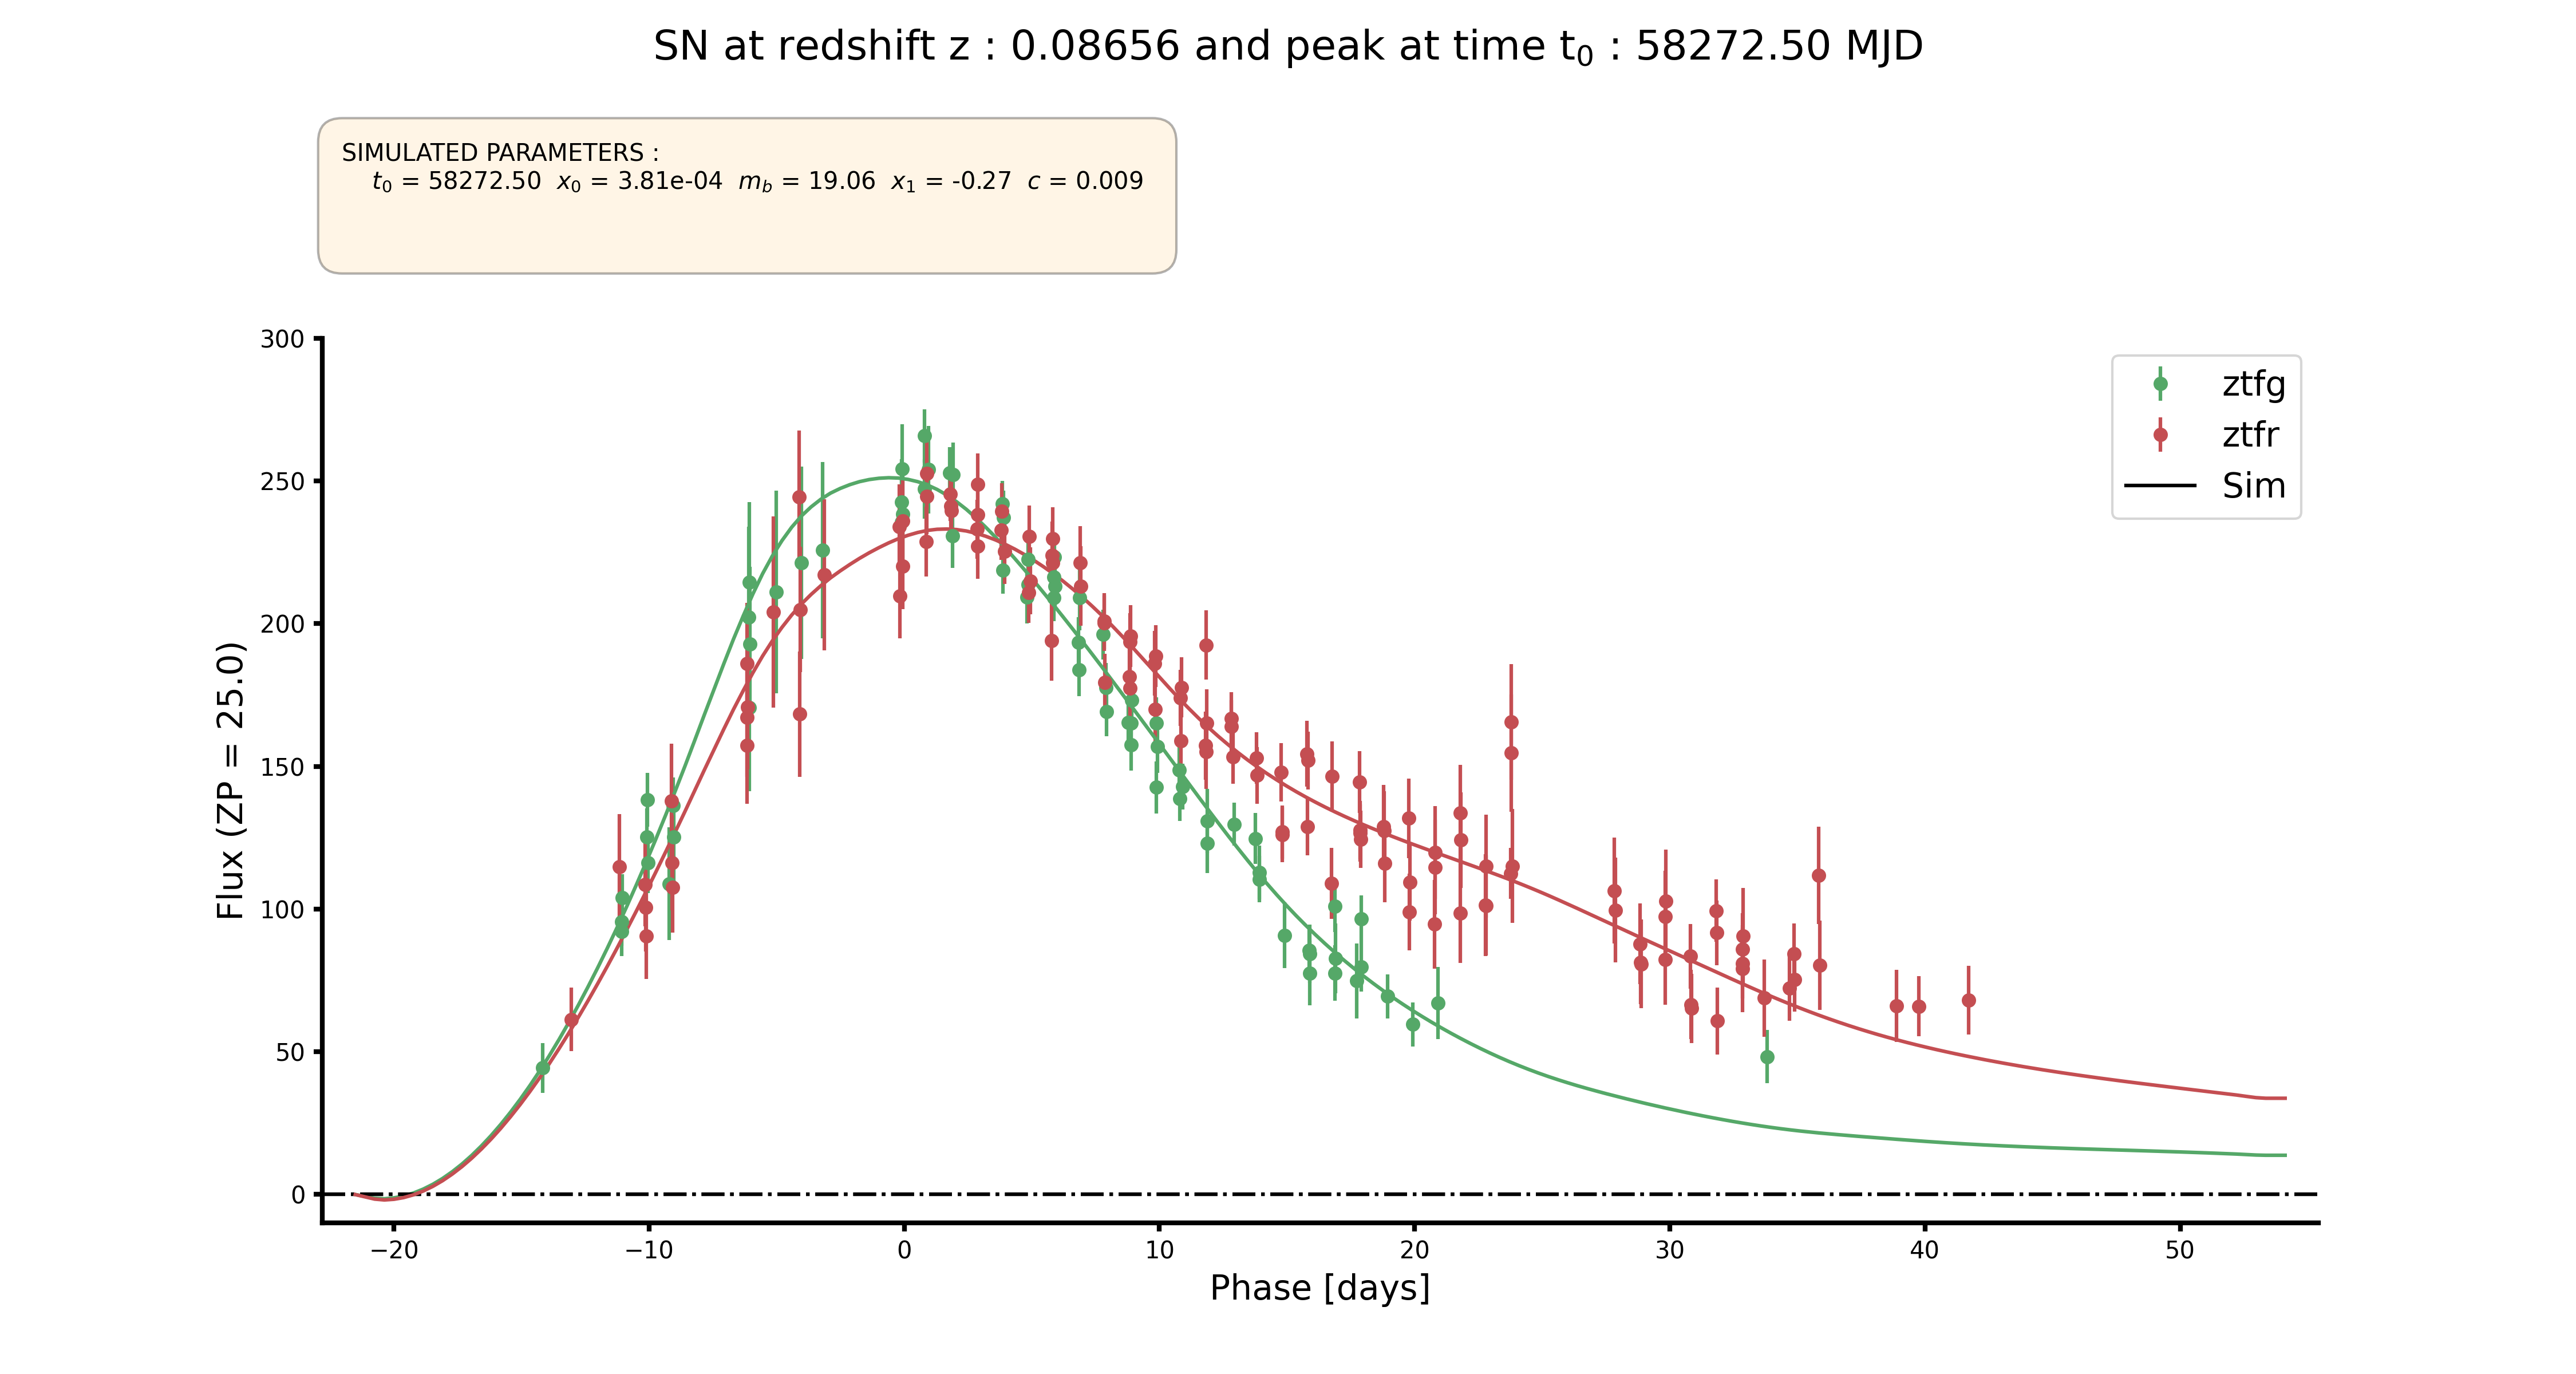 SN at redshift z : 0.08656 and peak at time t₀ : 58272.50 MJD
SIMULATED PARAMETERS :
t₀ = 58272.50 x₀ = 3.81e-04 m_b = 19.06 x₁ = -0.27 c = 0.009
300
250
200
150
100
50
0
Flux (ZP = 25.0)
ztfg
ztfr
Sim
−20 −10 0 10 20 30 40 50
Phase [days]